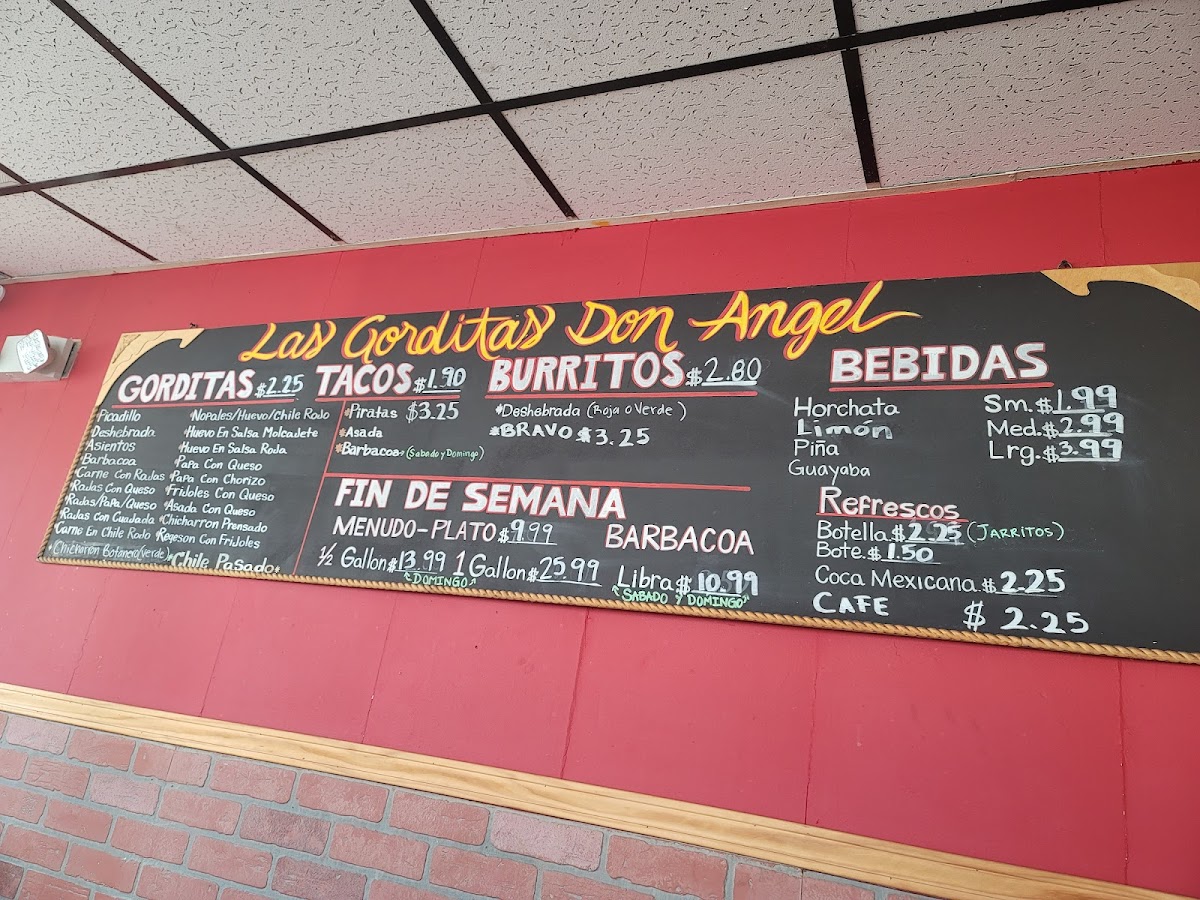 Las Gorditas Don Angel
GORDITAS $2.25
Picadillo
Deshebrada
Asientos
Barbacoa
Carne Con Rajas
Rajas Con Queso
*Rajas/Papa/Queso
Rajas Con Cuajada
Carne En Chile Rojo
*Chicharron Botanero/verde
*Nopales/Huevo/Chile Rojo
*Huevo En Salsa Molcajete
*Huevo En Salsa Roja
*Papa Con Queso
*Papa Con Chorizo
*Frijoles Con Queso
*Asada Con Queso
*Chicharron Prensado
*Requeson Con Frijoles
*Chile Pasado*
TACOS $1.90
*Piratas $3.25
*Asada
*Barbacoa (Sabado y Domingo)
BURRITOS $2.80
*Deshebrada (Roja o Verde)
*BRAVO $3.25
FIN DE SEMANA
MENUDO-PLATO $9.99
1/2 Gallon $13.99 1 Gallon $25.99
DOMINGO
BARBACOA
Libra $10.99
SABADO Y DOMINGO
BEBIDAS
Horchata
Limón
Piña
Guayaba
Sm. $1.99
Med. $2.99
Lrg. $3.99
Refrescos
Botella $2.25 (JARRITOS)
Bote. $1.50
Coca Mexicana. $2.25
CAFE $2.25